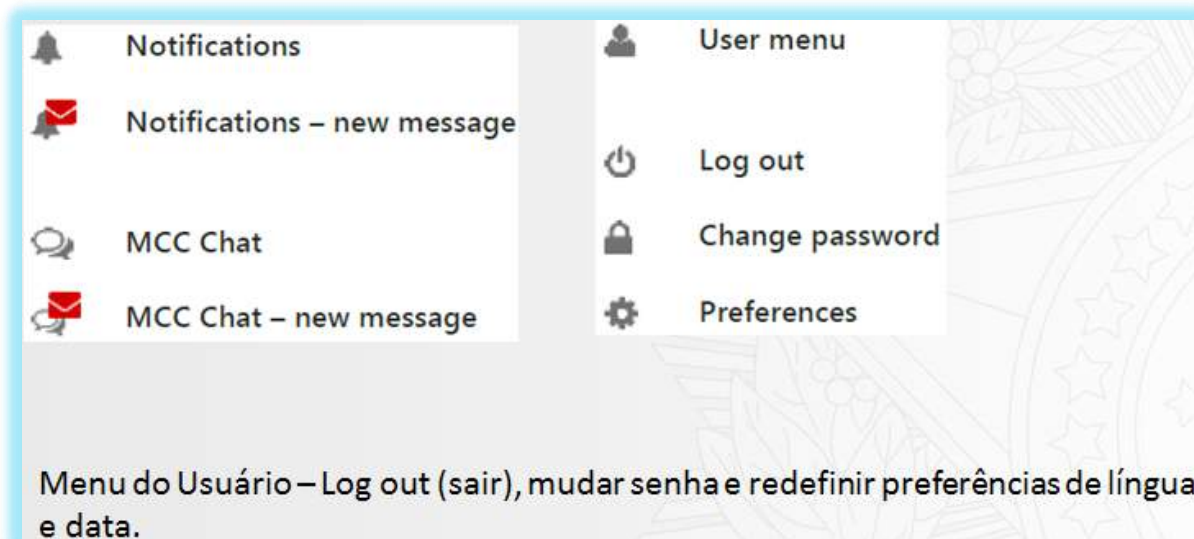 Notifications
Notifications – new message
MCC Chat
MCC Chat – new message
User menu
Log out
Change password
Preferences
Menu do Usuário – Log out (sair), mudar senha e redefinir preferências de língua
e data.